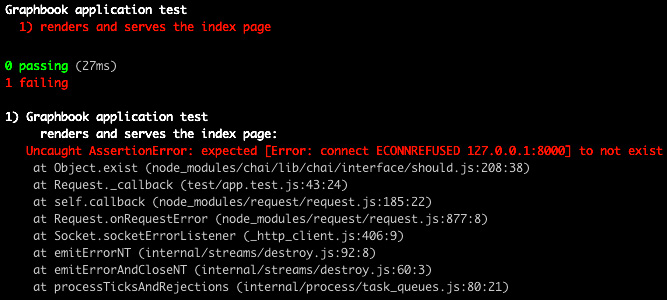 Graphbook application test
1) renders and serves the index page
0 passing (27ms)
1 failing
1) Graphbook application test
renders and serves the index page:
Uncaught AssertionError: expected [Error: connect ECONNREFUSED 127.0.0.1:8000] to not exist
at Object.exist (node_modules/chai/lib/chai/interface/should.js:208:38)
at Request._callback (test/app.test.js:43:24)
at self.callback (node_modules/request/request.js:185:22)
at Request.onRequestError (node_modules/request/request.js:877:8)
at Socket.socketErrorListener (_http_client.js:406:9)
at emitErrorNT (internal/streams/destroy.js:92:8)
at emitErrorAndCloseNT (internal/streams/destroy.js:60:3)
at processTicksAndRejections (internal/process/task_queues.js:80:21)